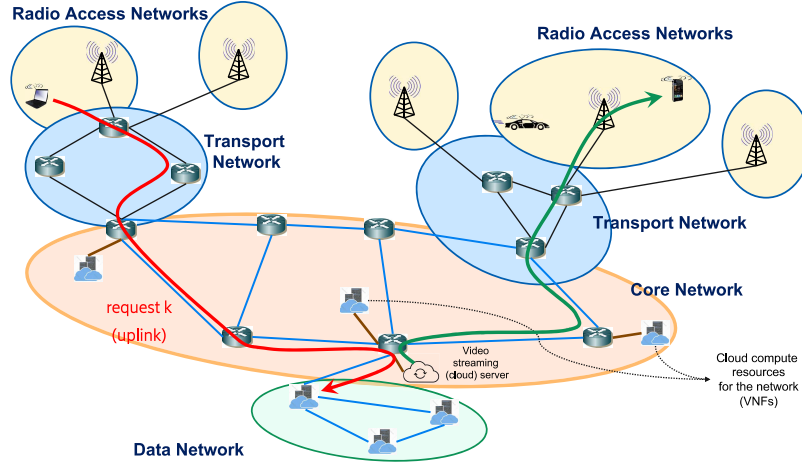 Radio Access Networks
Radio Access Networks
Transport
Network
Transport Network
Core Network
request k
(uplink)
Video
streaming
(cloud) server
Cloud compute
resources
for the network
(VNFs)
Data Network